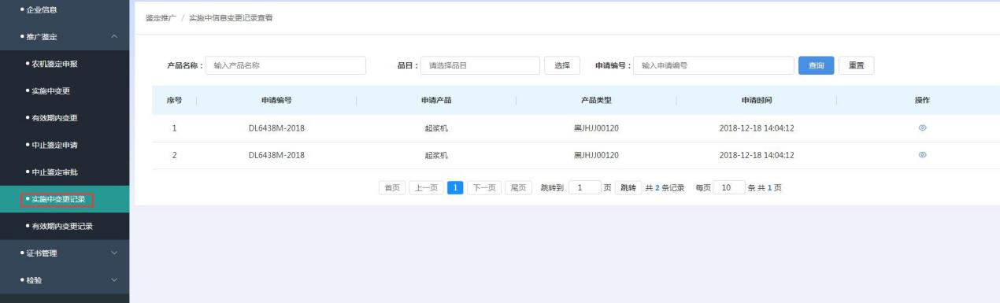 企业信息
推广鉴定
农机鉴定申报
实施中变更
有效期内变更
中止鉴定申请
中止鉴定审批
实施中变更记录
有效期内变更记录
证书管理
检验
鉴定推广 / 实施中信息变更记录查看
产品名称： 输入产品名称 品目： 请选择品目 选择 申请编号： 输入申请编号 查询 重置
序号 申请编号 申请产品 产品类型 申请时间 操作
1 DL6438M-2018 起浆机 黑JHJJ00120 2018-12-18 14:04:12
2 DL6438M-2018 起浆机 黑JHJJ00120 2018-12-18 14:04:12
首页 上一页 1 下一页 尾页 跳转到 1 页 跳转 共 2 条记录 每页 10 条 共 1 页